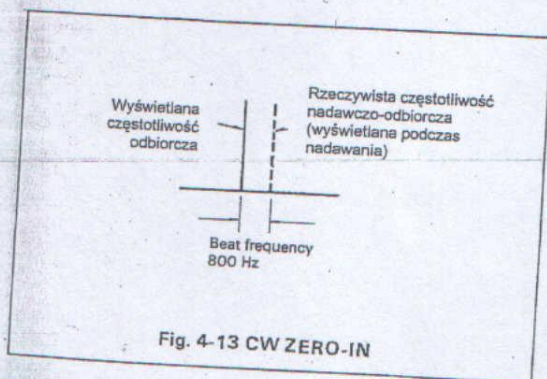 Wyświetlana
częstotliwość
odbiorcza
Rzeczywista częstotliwość
nadawczo-odbiorcza
(wyświetlana podczas
nadawania)
Beat frequency
800 Hz
Fig. 4-13 CW ZERO-IN